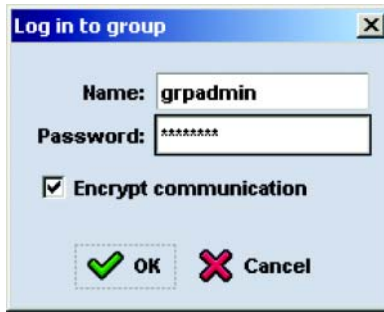 Log in to group
Name: grpadmin
Password: ********
Encrypt communication
OK Cancel